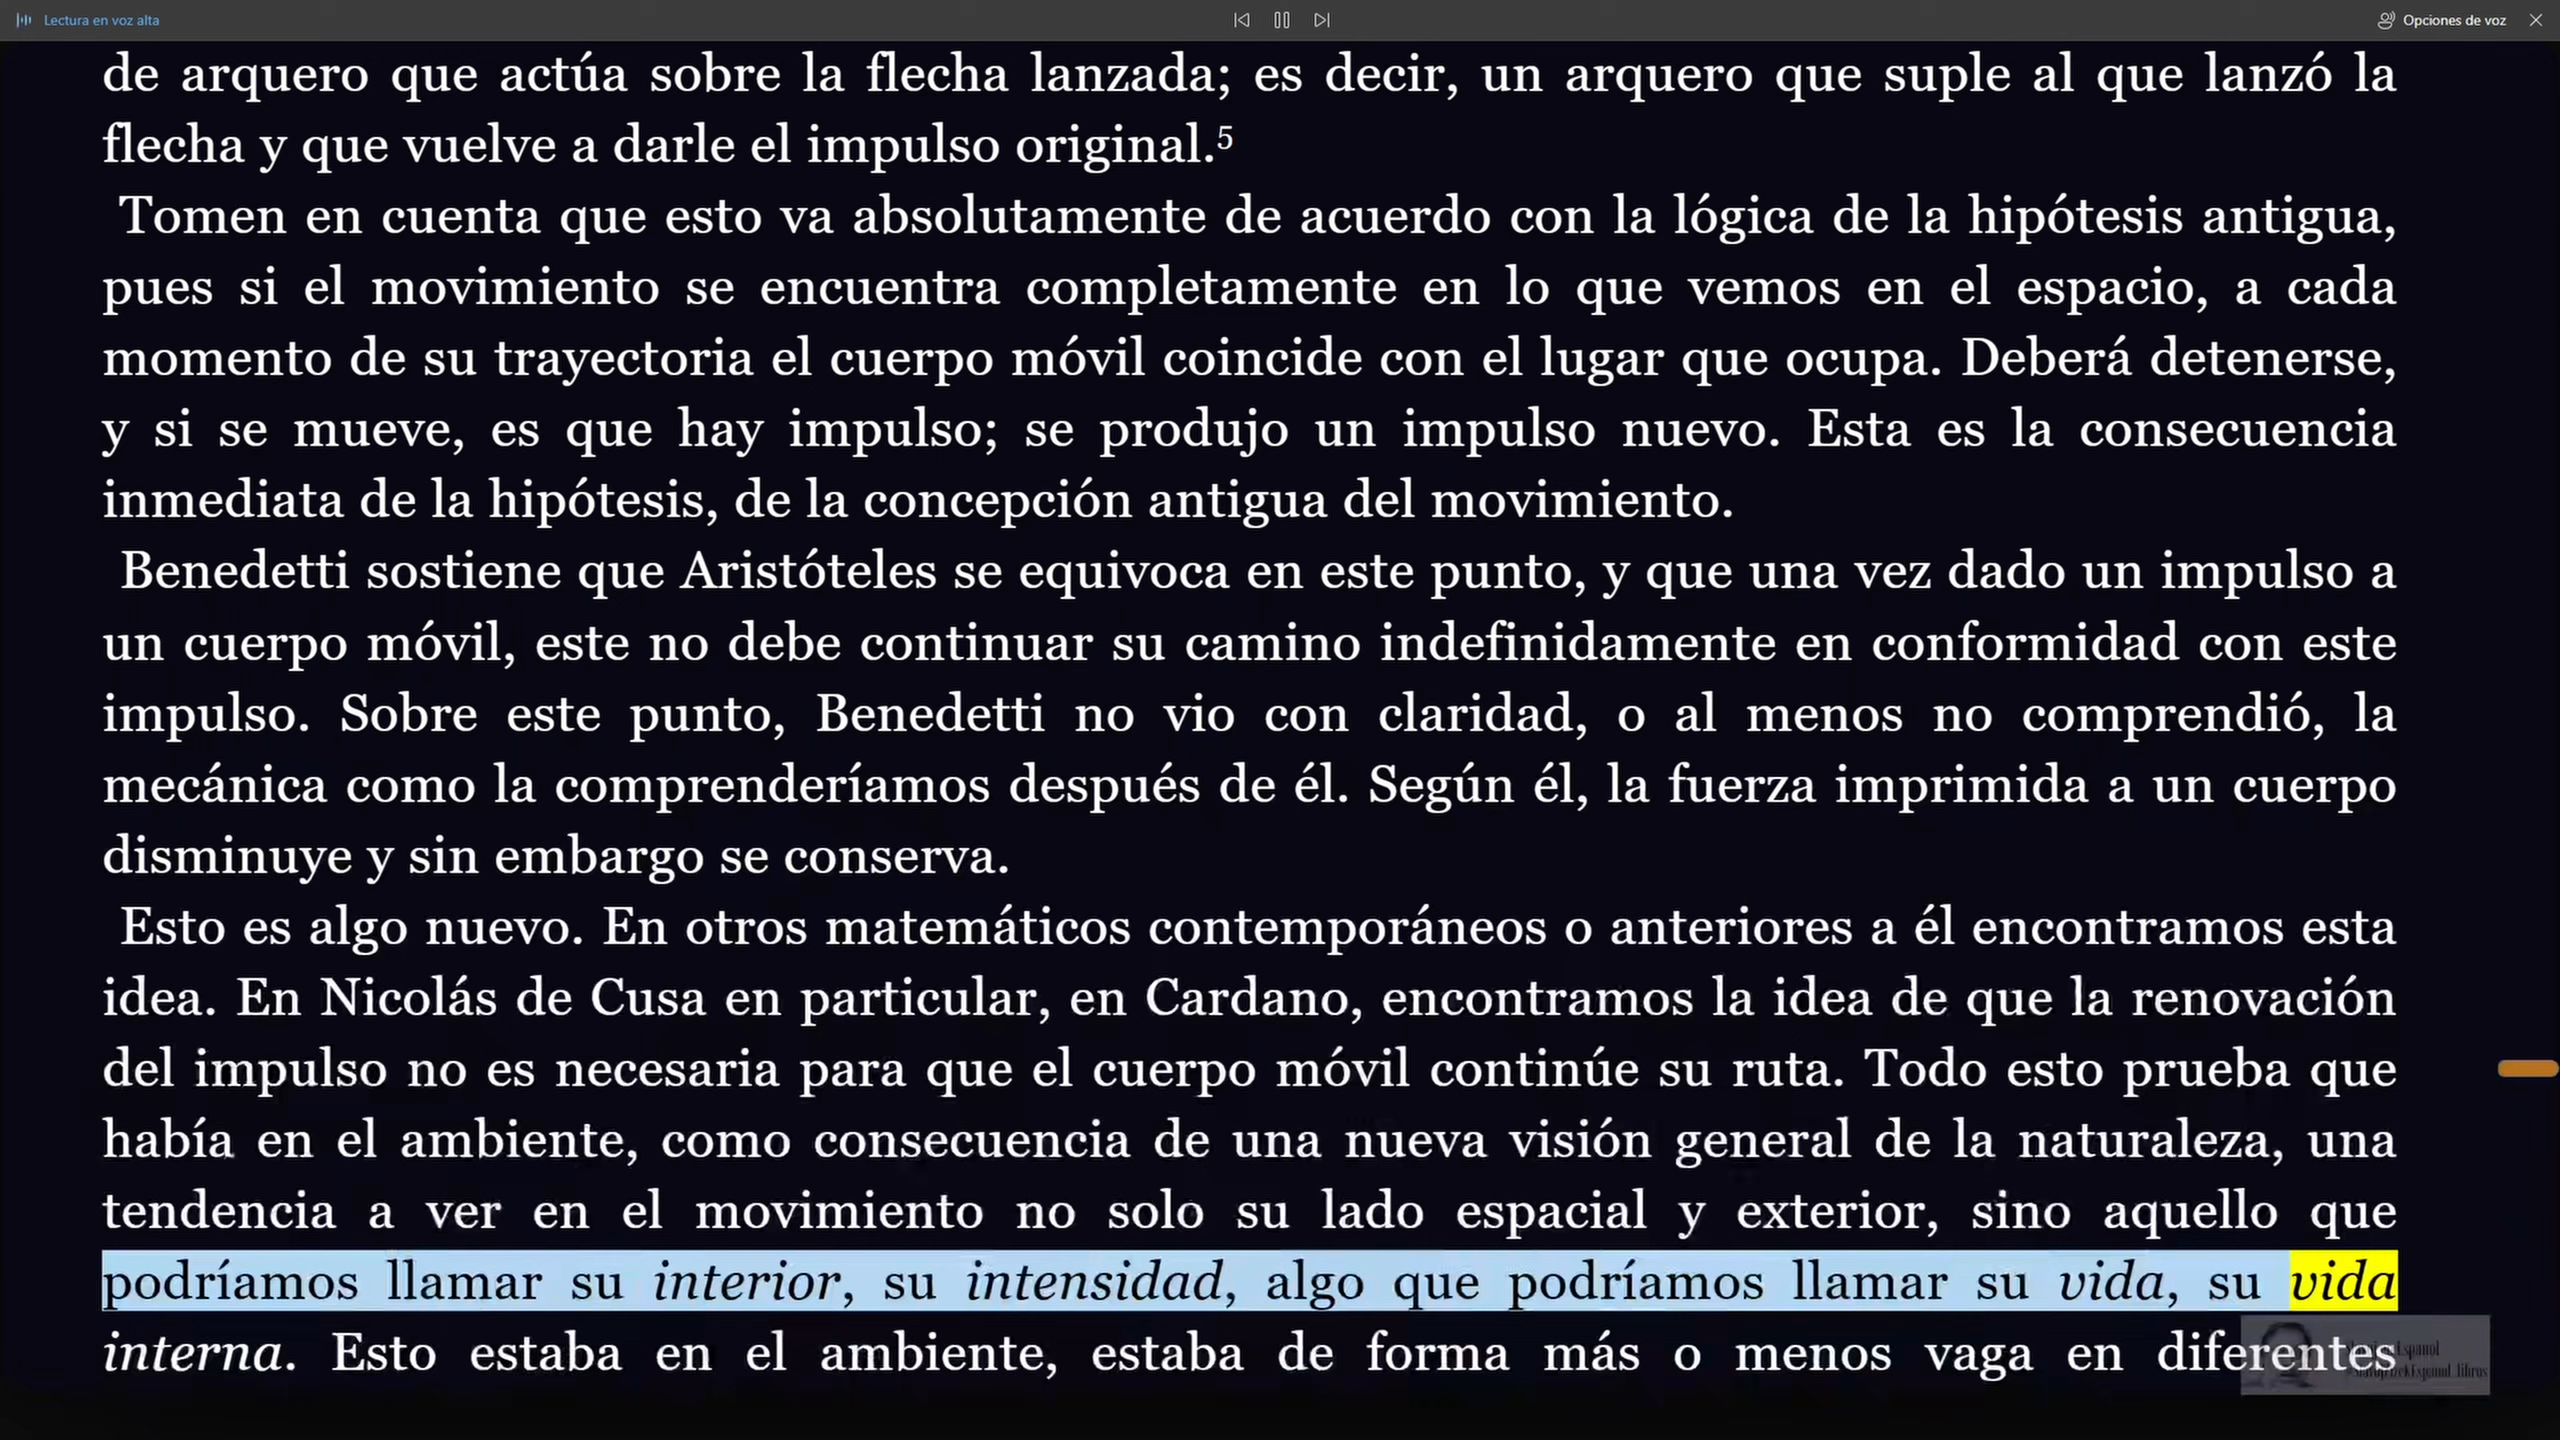 Lectura en voz alta
Opciones de voz
de arquero que actúa sobre la flecha lanzada; es decir, un arquero que suple al que lanzó la
flecha y que vuelve a darle el impulso original.⁵
Tomen en cuenta que esto va absolutamente de acuerdo con la lógica de la hipótesis antigua,
pues si el movimiento se encuentra completamente en lo que vemos en el espacio, a cada
momento de su trayectoria el cuerpo móvil coincide con el lugar que ocupa. Deberá detenerse,
y si se mueve, es que hay impulso; se produjo un impulso nuevo. Esta es la consecuencia
inmediata de la hipótesis, de la concepción antigua del movimiento.
Benedetti sostiene que Aristóteles se equivoca en este punto, y que una vez dado un impulso a
un cuerpo móvil, este no debe continuar su camino indefinidamente en conformidad con este
impulso. Sobre este punto, Benedetti no vio con claridad, o al menos no comprendió, la
mecánica como la comprenderíamos después de él. Según él, la fuerza imprimida a un cuerpo
disminuye y sin embargo se conserva.
Esto es algo nuevo. En otros matemáticos contemporáneos o anteriores a él encontramos esta
idea. En Nicolás de Cusa en particular, en Cardano, encontramos la idea de que la renovación
del impulso no es necesaria para que el cuerpo móvil continúe su ruta. Todo esto prueba que
había en el ambiente, como consecuencia de una nueva visión general de la naturaleza, una
tendencia a ver en el movimiento no solo su lado espacial y exterior, sino aquello que
podríamos llamar su interior, su intensidad, algo que podríamos llamar su vida, su vida
interna. Esto estaba en el ambiente, estaba de forma más o menos vaga en diferentes